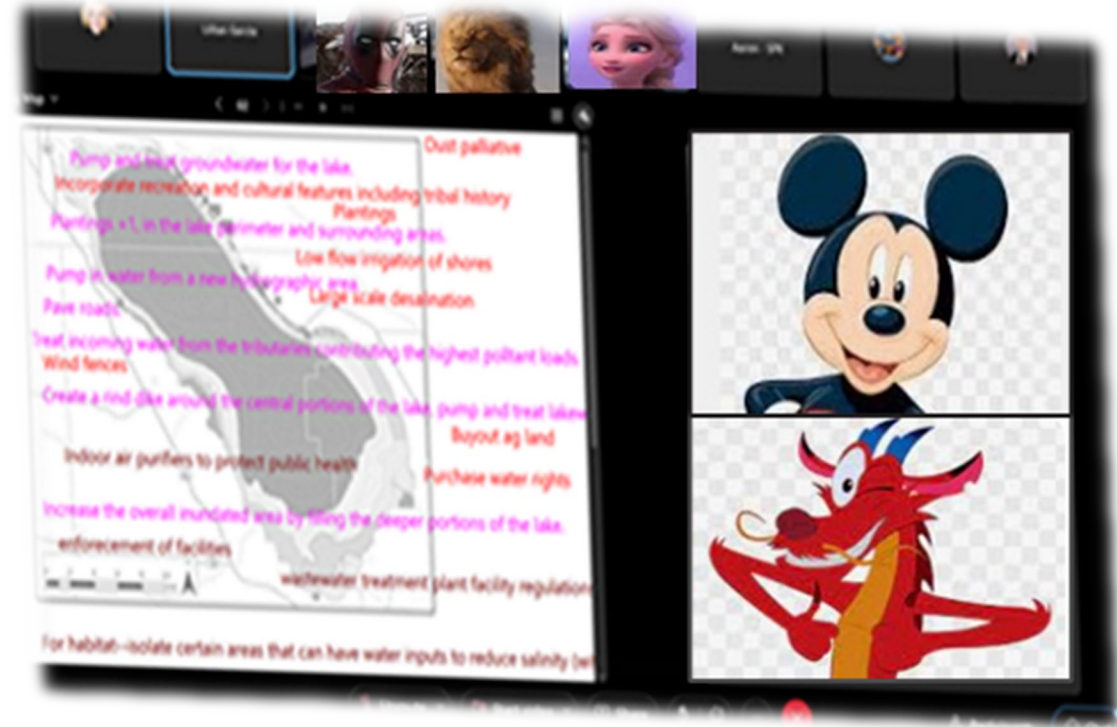 Aaron - SFN
Dust palliative
Pump and treat groundwater for the lake.
Incorporate recreation and cultural features including tribal history
Plantings
Plantings +1, in the lake perimeter and surrounding areas.
Low flow irrigation of shores
Pump in water from a new hydrographic area
Large scale desalination
Pave roads
Treat incoming water from the tributaries contributing the highest polltant loads
Wind fences
Create a rind dike around the central portions of the lake, pump and treat lakew
Buyout ag land
Indoor air purifiers to protect public health
Purchase water rights
Increase the overall inundated area by filling the deeper portions of the lake.
enforecement of facilities
wastewater treatment plant facility regulations
For habitat--isolate certain areas that can have water inputs to reduce salinity (wi